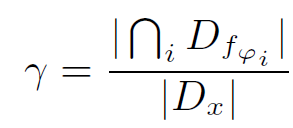 γ = |⋂_i D_{f_{φ_i}}| / |D_x|